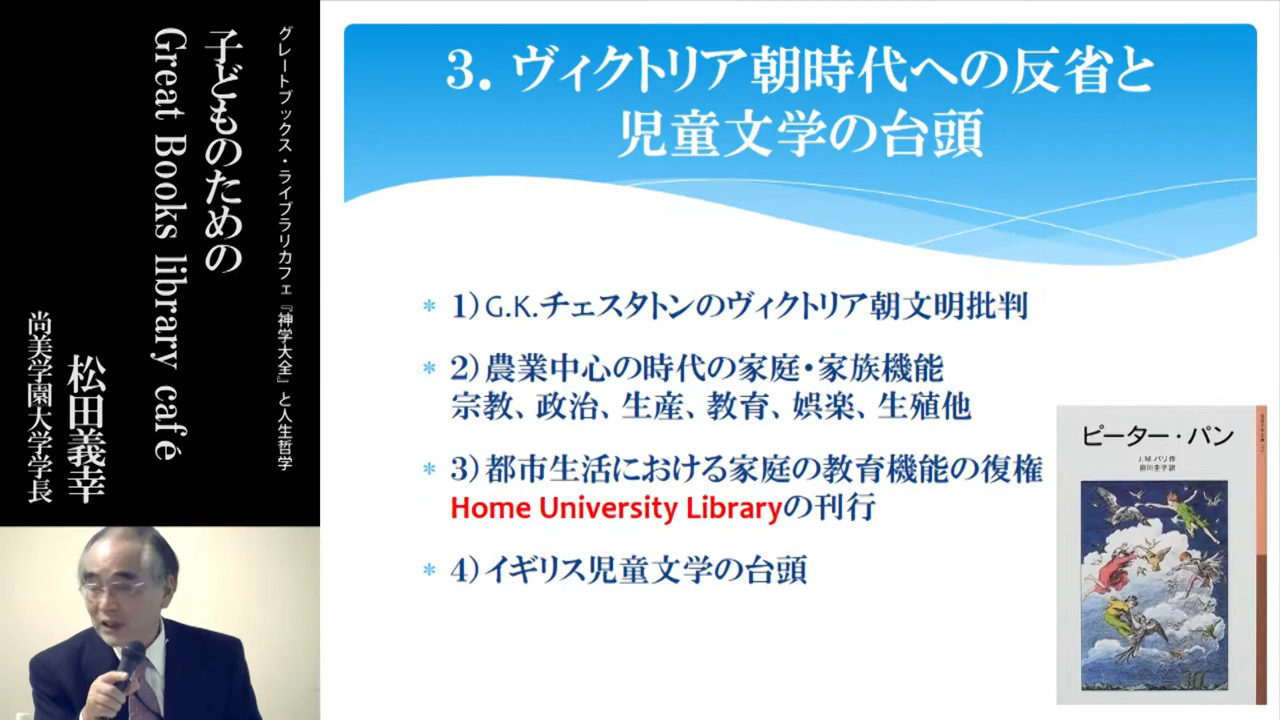 グレートブックス・ライブラリカフェ『神学大全』と人生哲学
子どものための
Great Books library café
松田義幸
尚美学園大学学長
3. ヴィクトリア朝時代への反省と
児童文学の台頭
* 1)G.K.チェスタトンのヴィクトリア朝文明批判
* 2)農業中心の時代の家庭・家族機能
宗教、政治、生産、教育、娯楽、生殖他
* 3)都市生活における家庭の教育機能の復権
Home University Libraryの刊行
* 4)イギリス児童文学の台頭
ピーター・パン
J.M.バリ作
厨川圭子訳